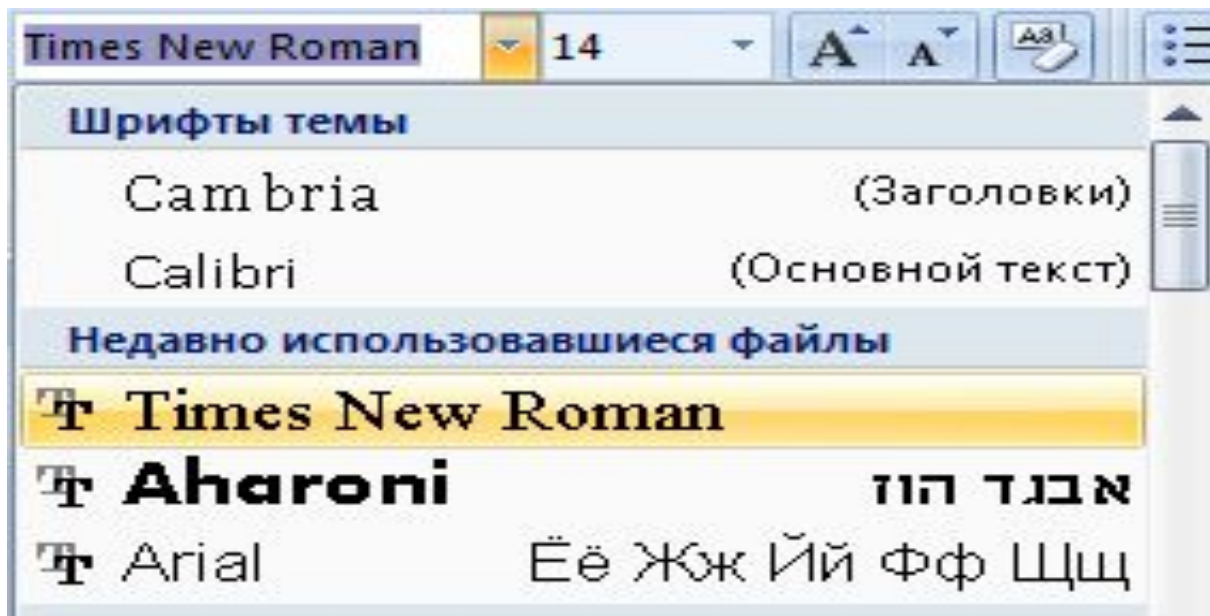 Times New Roman 14 A A Aa
Шрифты темы
Cambria (Заголовки)
Calibri (Основной текст)
Недавно использовавшиеся файлы
Times New Roman
Aharoni אבגד הוז
Arial Ёё Жж Йй Фф Щщ